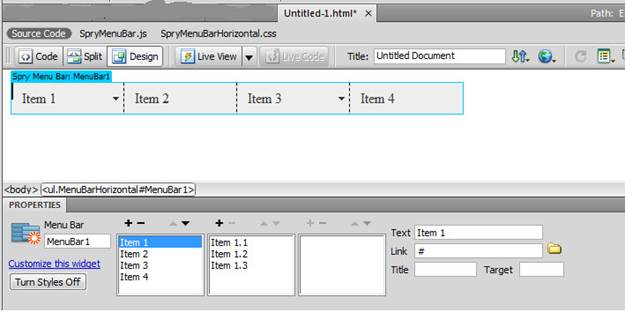 Untitled-1.html* × Path: E
Source Code SpryMenuBar.js SpryMenuBarHorizontal.css
Code Split Design Live View Live Code Title: Untitled Document
Spry Menu Bar: MenuBar1
Item 1 Item 2 Item 3 Item 4
<body> <ul.MenuBarHorizontal#MenuBar1>
PROPERTIES
Menu Bar + − + − + −
MenuBar1
Item 1 Item 1.1 Text Item 1
Item 2 Item 1.2 Link #
Item 3 Item 1.3 Title Target
Item 4
Customize this widget
Turn Styles Off